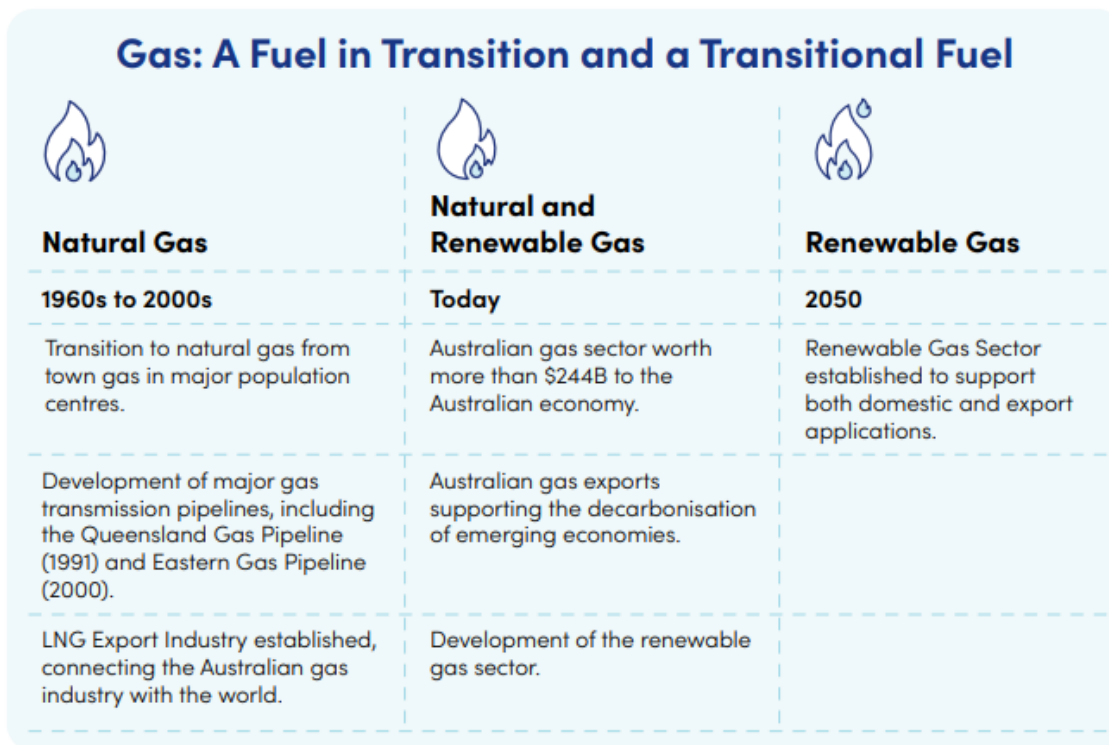 Gas: A Fuel in Transition and a Transitional Fuel
Natural Gas
Natural and
Renewable Gas
Renewable Gas
1960s to 2000s
Today
2050
Transition to natural gas from
town gas in major population
centres.
Australian gas sector worth
more than $244B to the
Australian economy.
Renewable Gas Sector
established to support
both domestic and export
applications.
Development of major gas
transmission pipelines, including
the Queensland Gas Pipeline
(1991) and Eastern Gas Pipeline
(2000).
Australian gas exports
supporting the decarbonisation
of emerging economies.
LNG Export Industry established,
connecting the Australian gas
industry with the world.
Development of the renewable
gas sector.